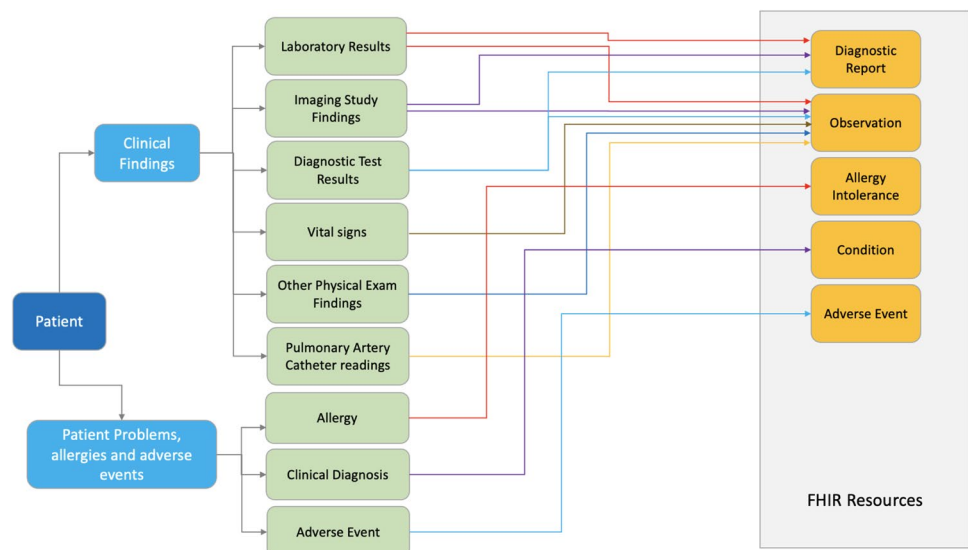 Patient
Clinical
Findings
Patient Problems,
allergies and adverse
events
Laboratory Results
Imaging Study
Findings
Diagnostic Test
Results
Vital signs
Other Physical Exam
Findings
Pulmonary Artery
Catheter readings
Allergy
Clinical Diagnosis
Adverse Event
Diagnostic
Report
Observation
Allergy
Intolerance
Condition
Adverse Event
FHIR Resources